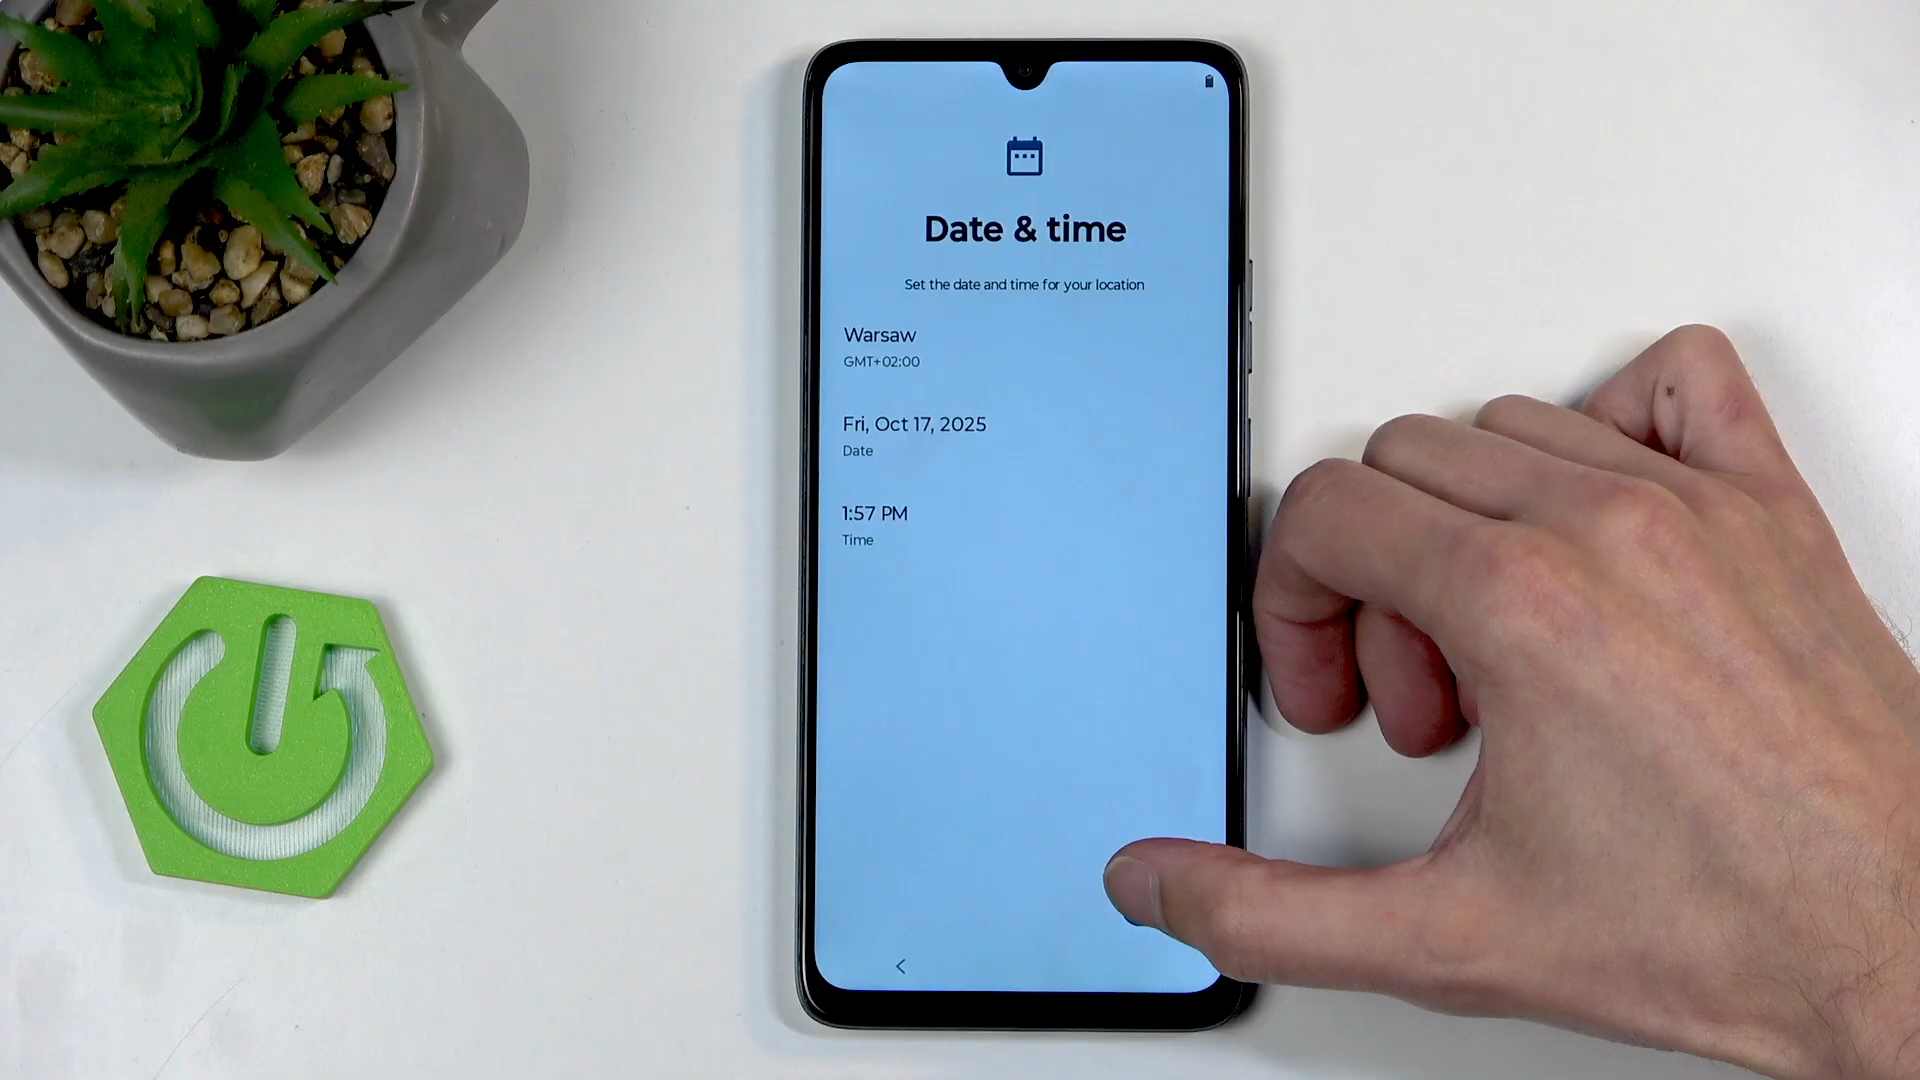 Date & time
Set the date and time for your location
Warsaw
GMT+02:00
Fri, Oct 17, 2025
Date
1:57 PM
Time